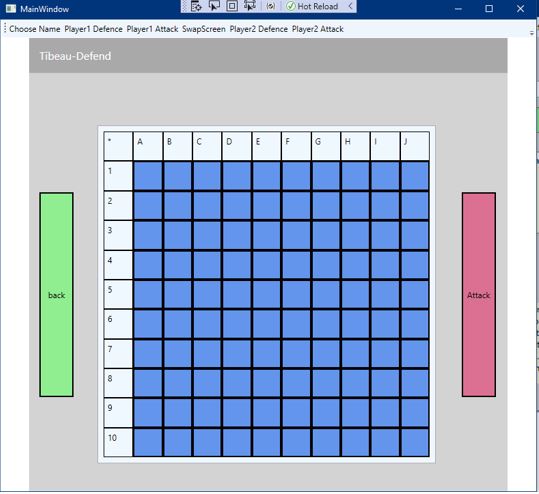 MainWindow
Hot Reload
Choose Name Player1 Defence Player1 Attack SwapScreen Player2 Defence Player2 Attack
Tibeau-Defend
* A B C D E F G H I J
1
2
3
4
5
6
7
8
9
10
back
Attack